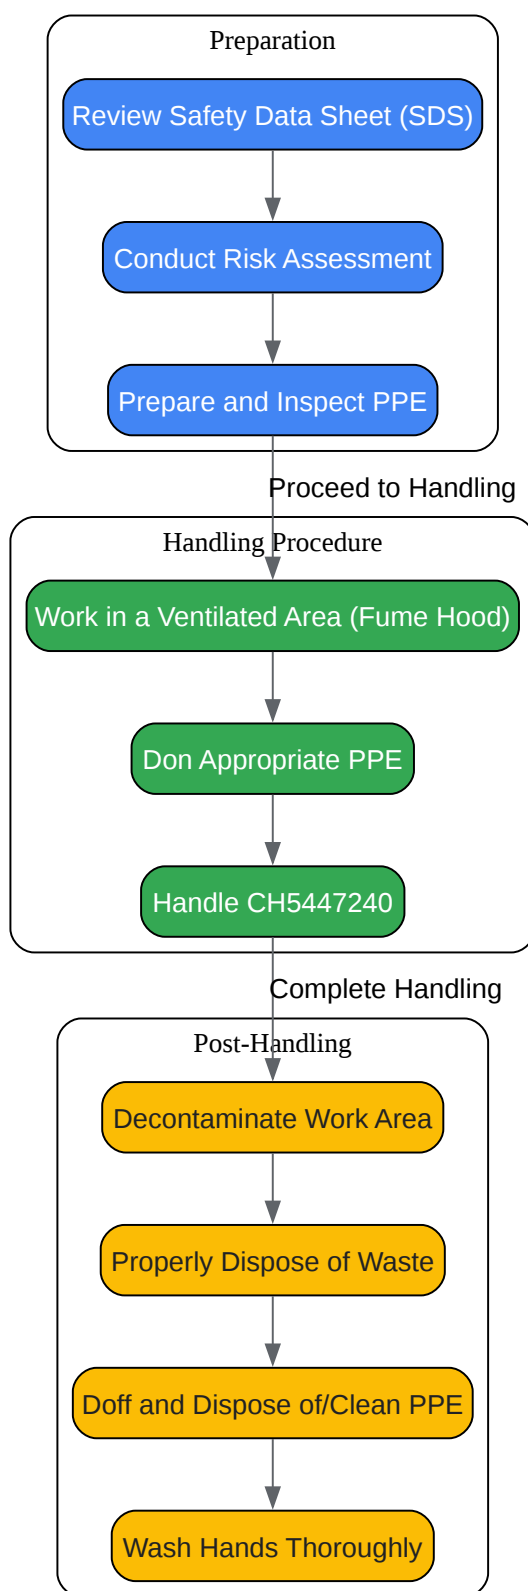 Preparation
Review Safety Data Sheet (SDS)
Conduct Risk Assessment
Prepare and Inspect PPE
Proceed to Handling
Handling Procedure
Work in a Ventilated Area (Fume Hood)
Don Appropriate PPE
Handle CH5447240
Complete Handling
Post-Handling
Decontaminate Work Area
Properly Dispose of Waste
Doff and Dispose of/Clean PPE
Wash Hands Thoroughly